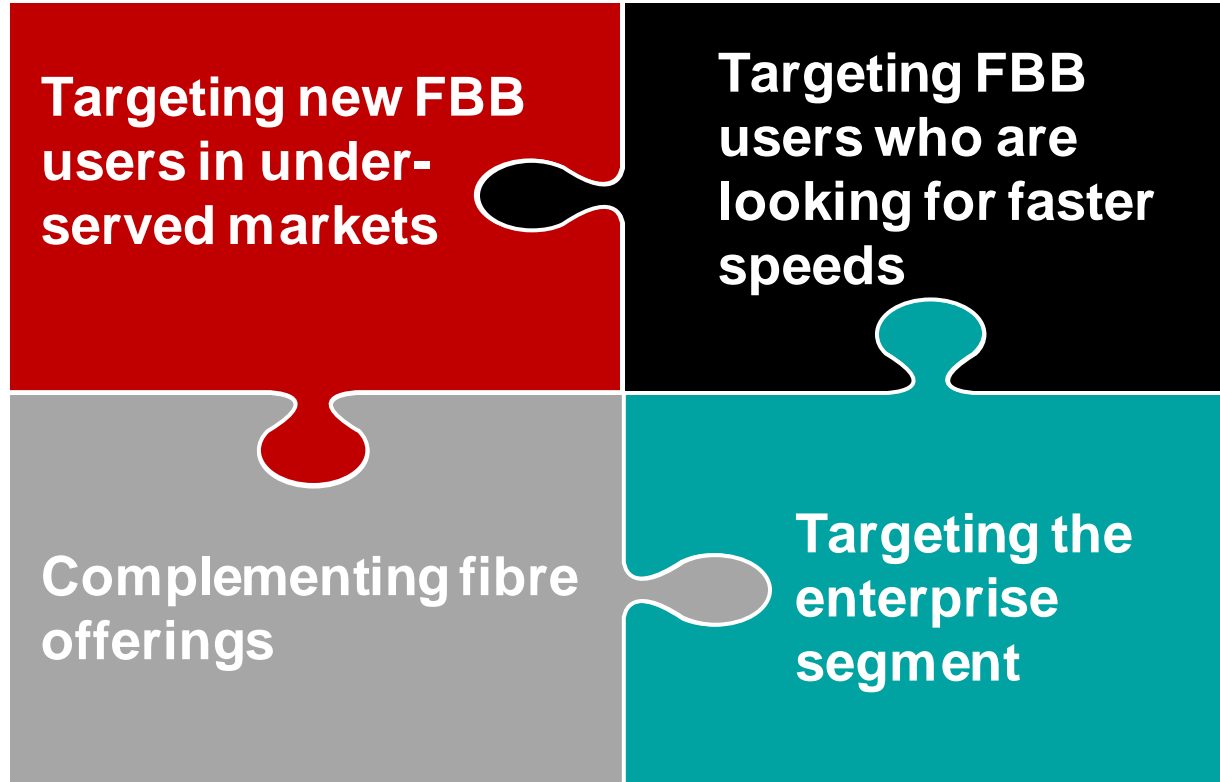 Targeting new FBB
users in under-
served markets
Targeting FBB
users who are
looking for faster
speeds
Complementing fibre
offerings
Targeting the
enterprise
segment